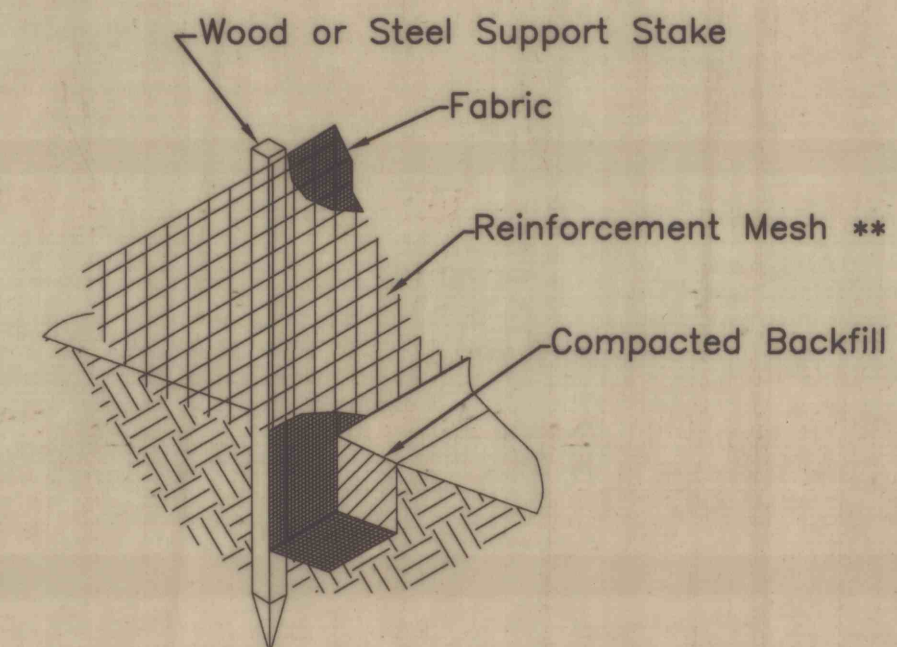 Wood or Steel Support Stake
Fabric
Reinforcement Mesh **
Compacted Backfill